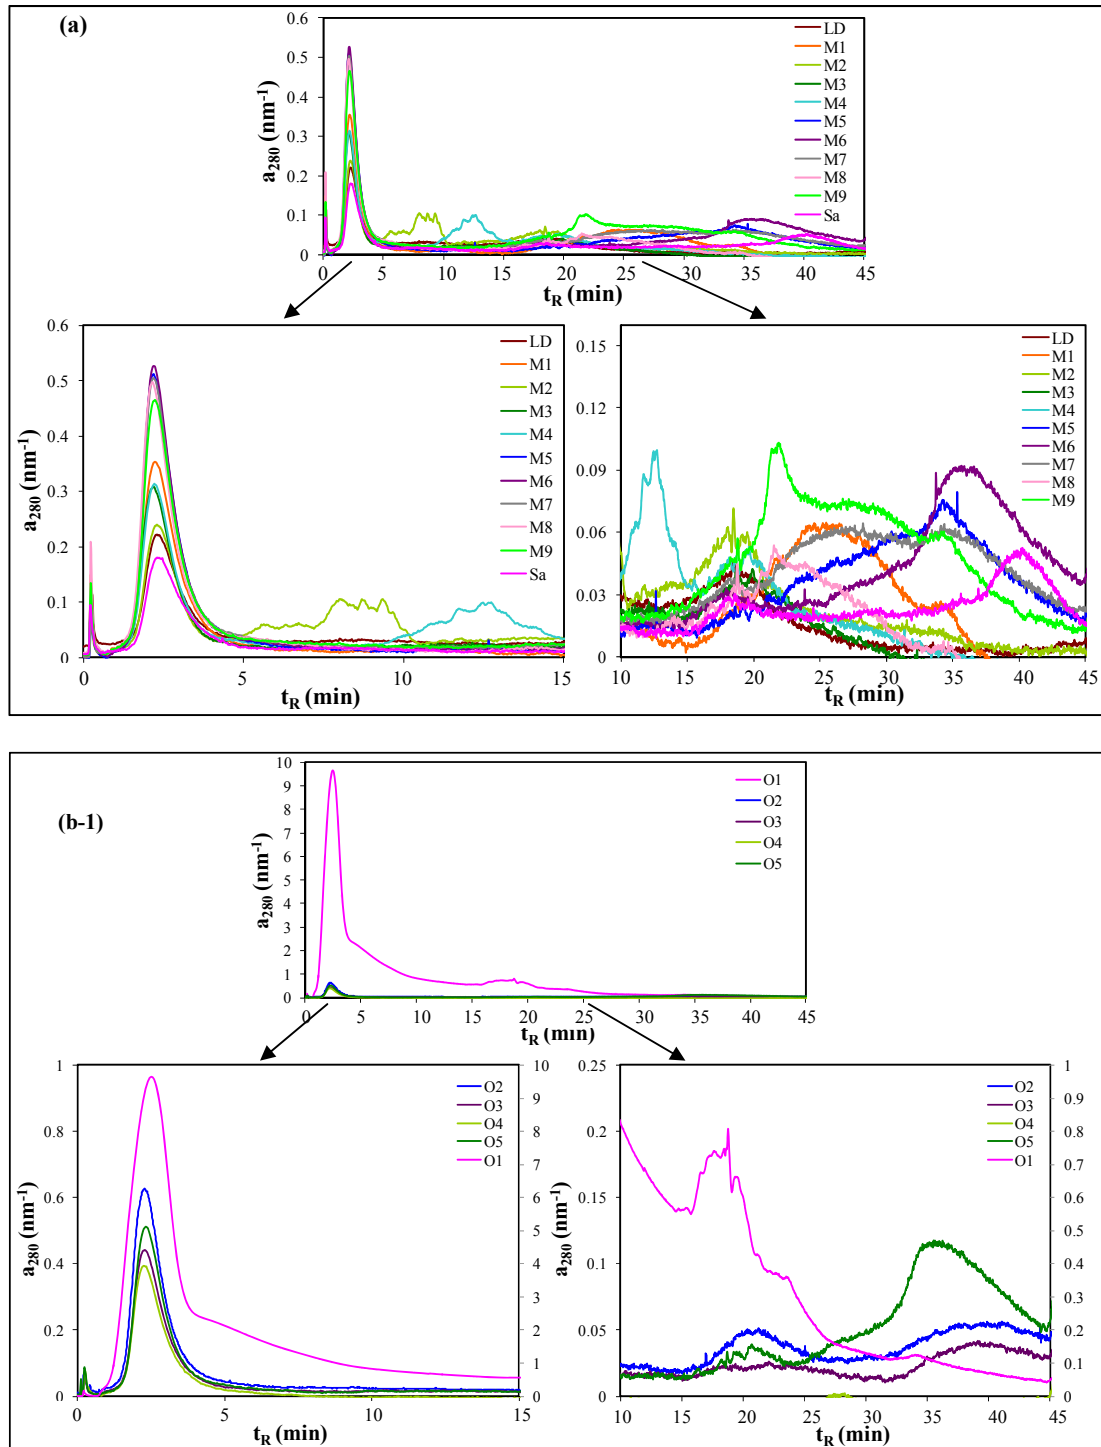 (a)
0.6
0.5
0.4
0.3
0.2
0.1
0
a280 (nm-1)
0 5 10 15 20 25 30 35 40 45
tR (min)
LD
M1
M2
M3
M4
M5
M6
M7
M8
M9
Sa
0.6
0.5
0.4
0.3
0.2
0.1
0
a280 (nm-1)
0 5 10 15
tR (min)
LD
M1
M2
M3
M4
M5
M6
M7
M8
M9
Sa
0.15
0.12
0.09
0.06
0.03
0
10 15 20 25 30 35 40 45
tR (min)
LD
M1
M2
M3
M4
M5
M6
M7
M8
M9
(b-1)
10
9
8
7
6
5
4
3
2
1
0
a280 (nm-1)
0 5 10 15 20 25 30 35 40 45
tR (min)
O1
O2
O3
O4
O5
1
0.8
0.6
0.4
0.2
0
a280 (nm-1)
0 5 10 15
tR (min)
10
9
8
7
6
5
4
3
2
1
0
O2
O3
O4
O5
O1
0.25
0.2
0.15
0.1
0.05
0
a280 (nm-1)
10 15 20 25 30 35 40 45
tR (min)
1
0.9
0.8
0.7
0.6
0.5
0.4
0.3
0.2
0.1
0
O2
O3
O4
O5
O1